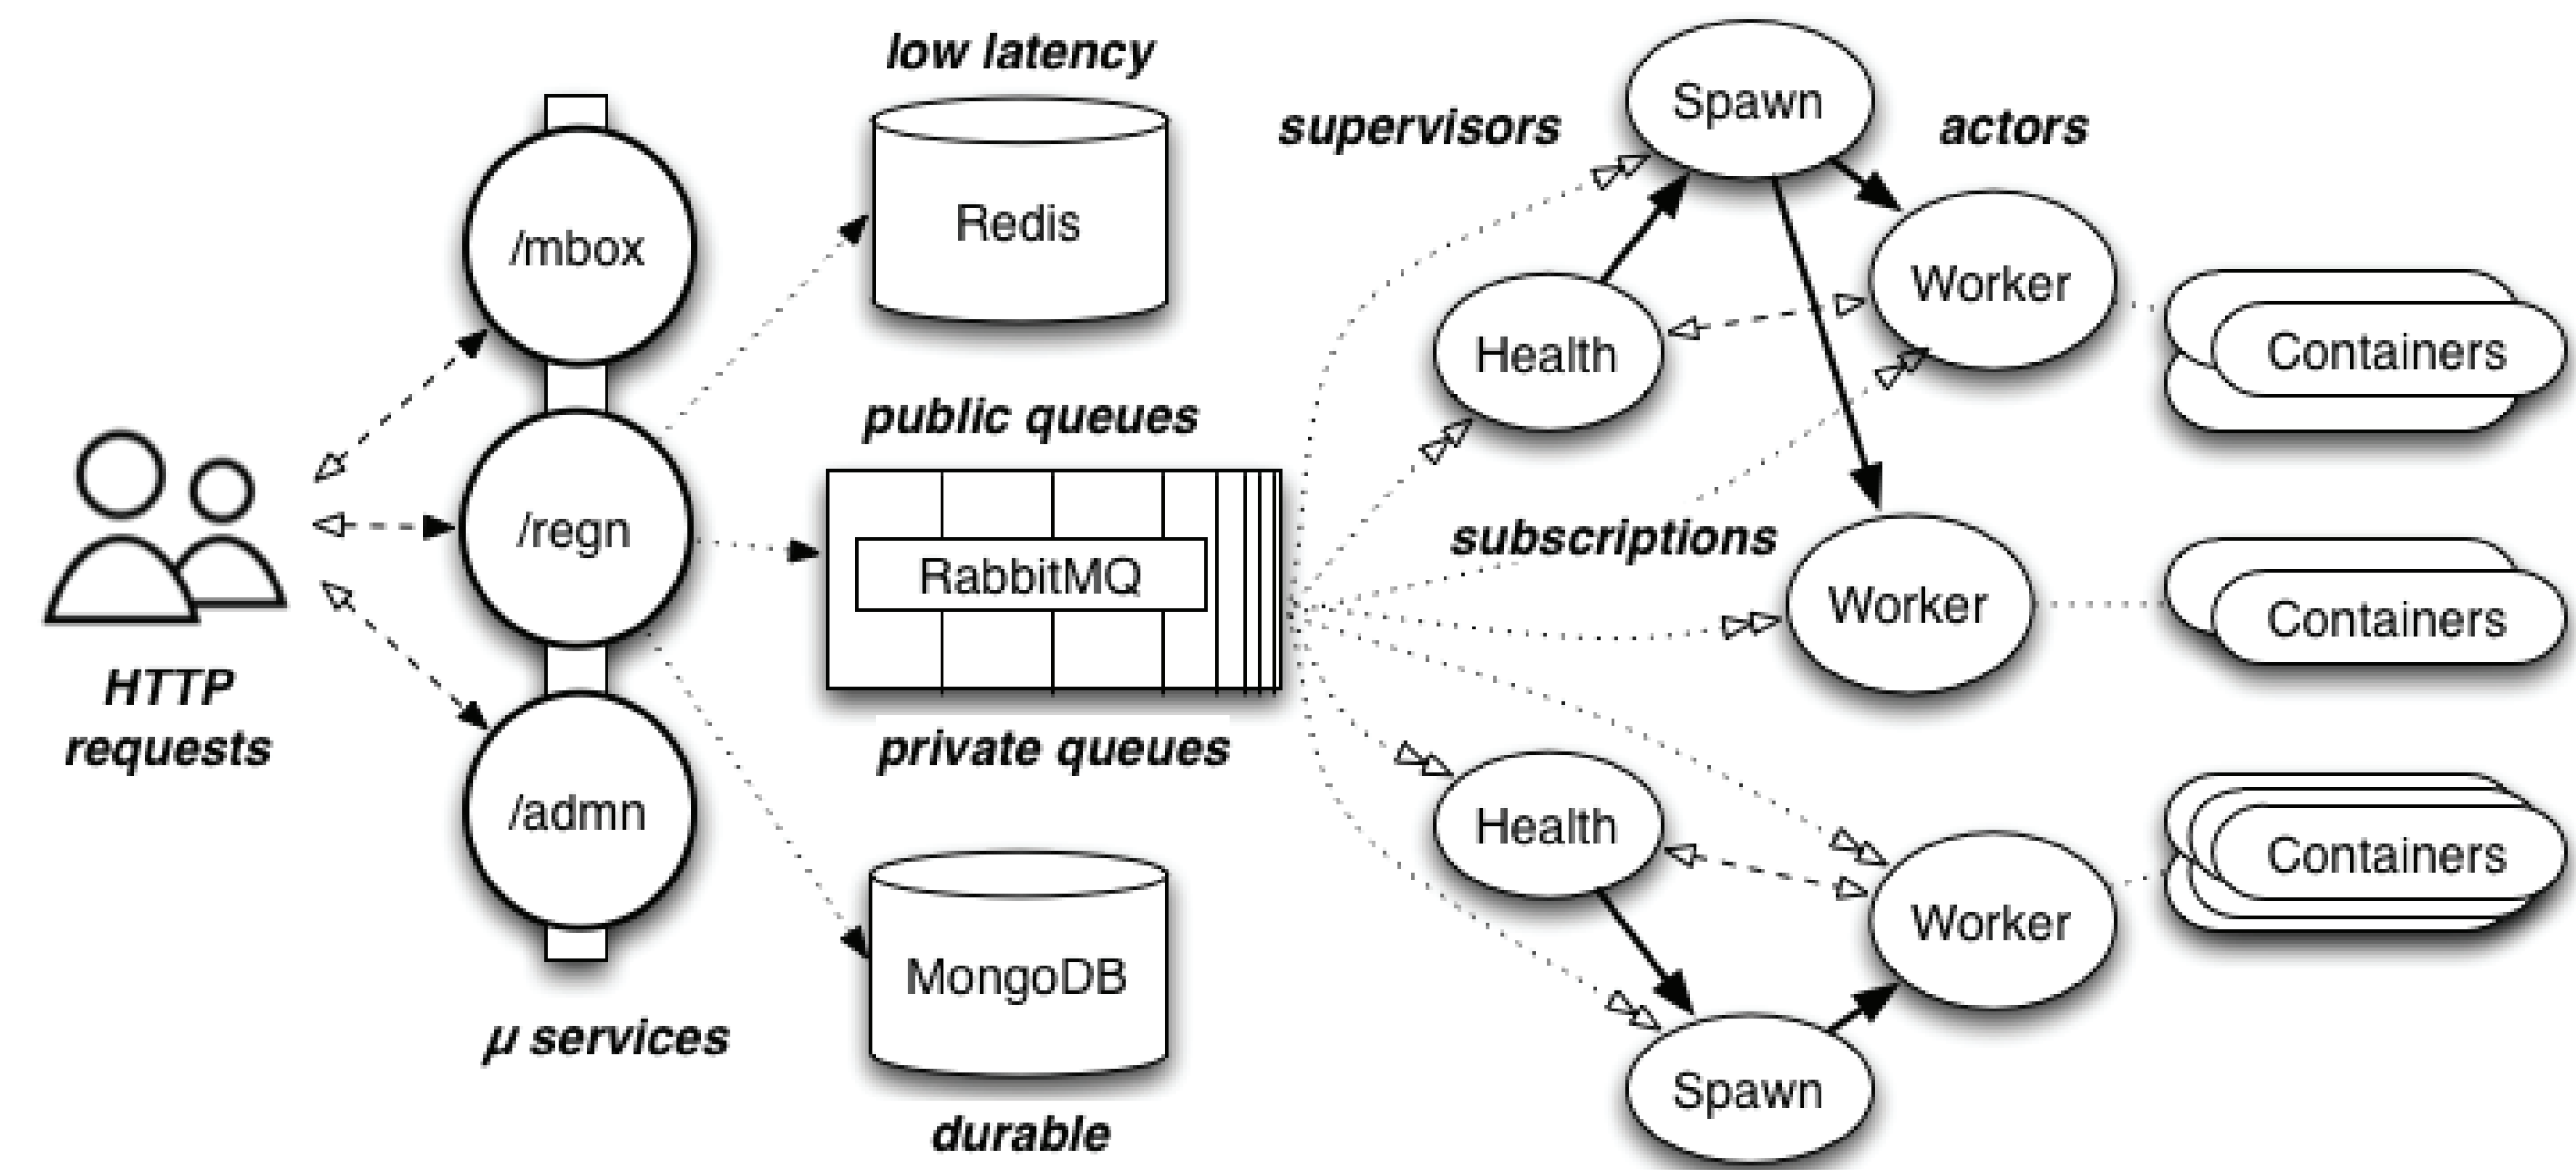 low latency
Spawn
supervisors
actors
/mbox
Redis
Worker
Health
Containers
public queues
/regn
subscriptions
RabbitMQ
Worker
Containers
HTTP
requests
private queues
/admn
Health
Containers
Worker
MongoDB
µ services
Spawn
durable